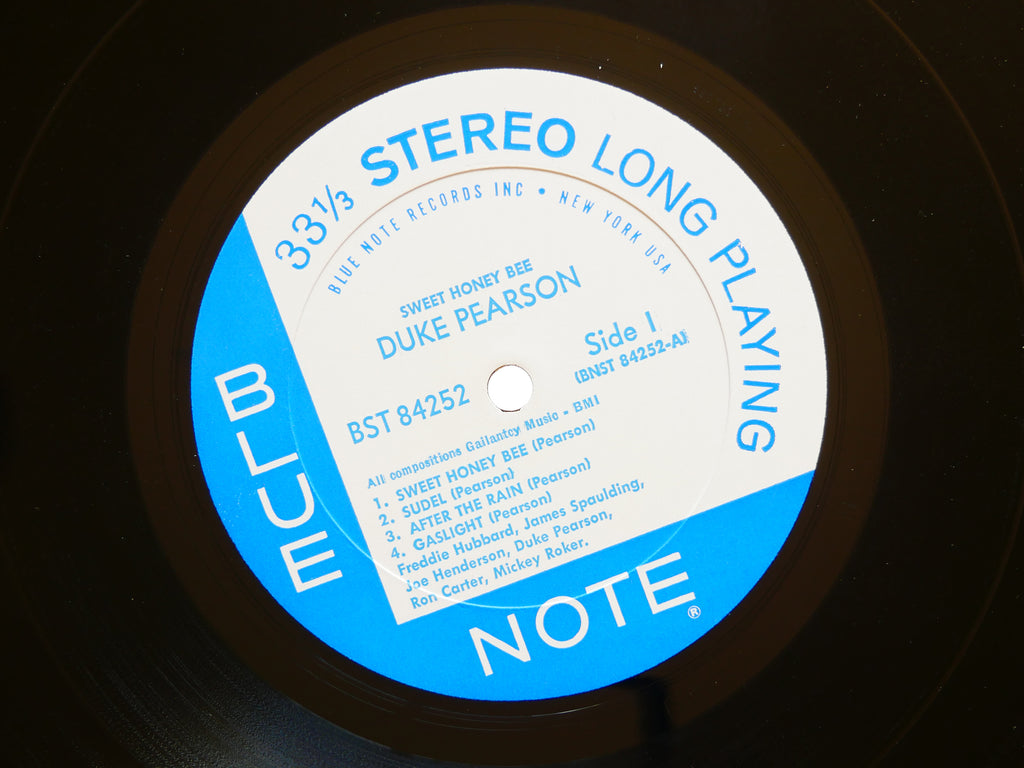 33⅓ STEREO LONG PLAYING
BLUE NOTE RECORDS INC • NEW YORK USA
SWEET HONEY BEE
DUKE PEARSON
Side 1
BST 84252
(BNST 84252-A)
All compositions Gailantcy Music - BMI
1. SWEET HONEY BEE (Pearson)
2. SUDEL (Pearson)
3. AFTER THE RAIN (Pearson)
4. GASLIGHT (Pearson)
Freddie Hubbard, James Spaulding,
Joe Henderson, Duke Pearson,
Ron Carter, Mickey Roker.
BLUE
NOTE®